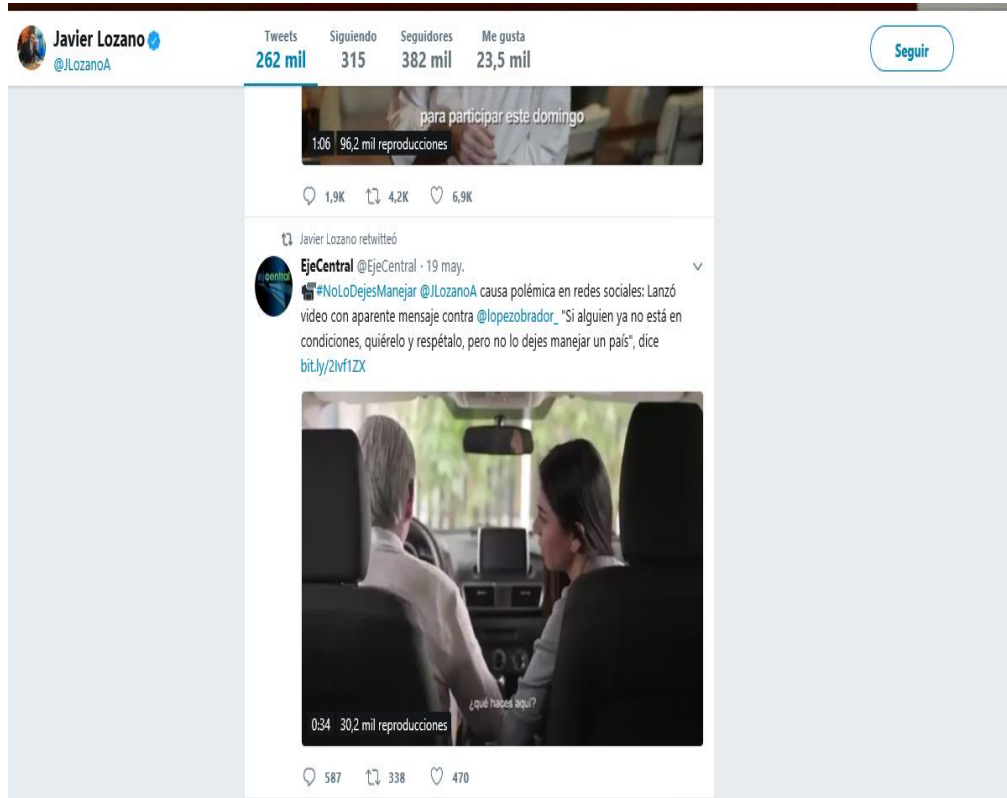 Javier Lozano
@JLozanoA
Tweets
262 mil
Siguiendo
315
Seguidores
382 mil
Me gusta
23,5 mil
Seguir
para participar este domingo
1:06 96,2 mil reproducciones
1,9K 4,2K 6,9K
Javier Lozano retwitteó
EjeCentral @EjeCentral · 19 may.
#NoLoDejesManejar @JLozanoA causa polémica en redes sociales: Lanzó
video con aparente mensaje contra @lopezobrador_ "Si alguien ya no está en
condiciones, quiérelo y respétalo, pero no lo dejes manejar un país", dice
bit.ly/2Ivf1ZX
ejecentral
¿qué haces aquí?
0:34 30,2 mil reproducciones
587 338 470